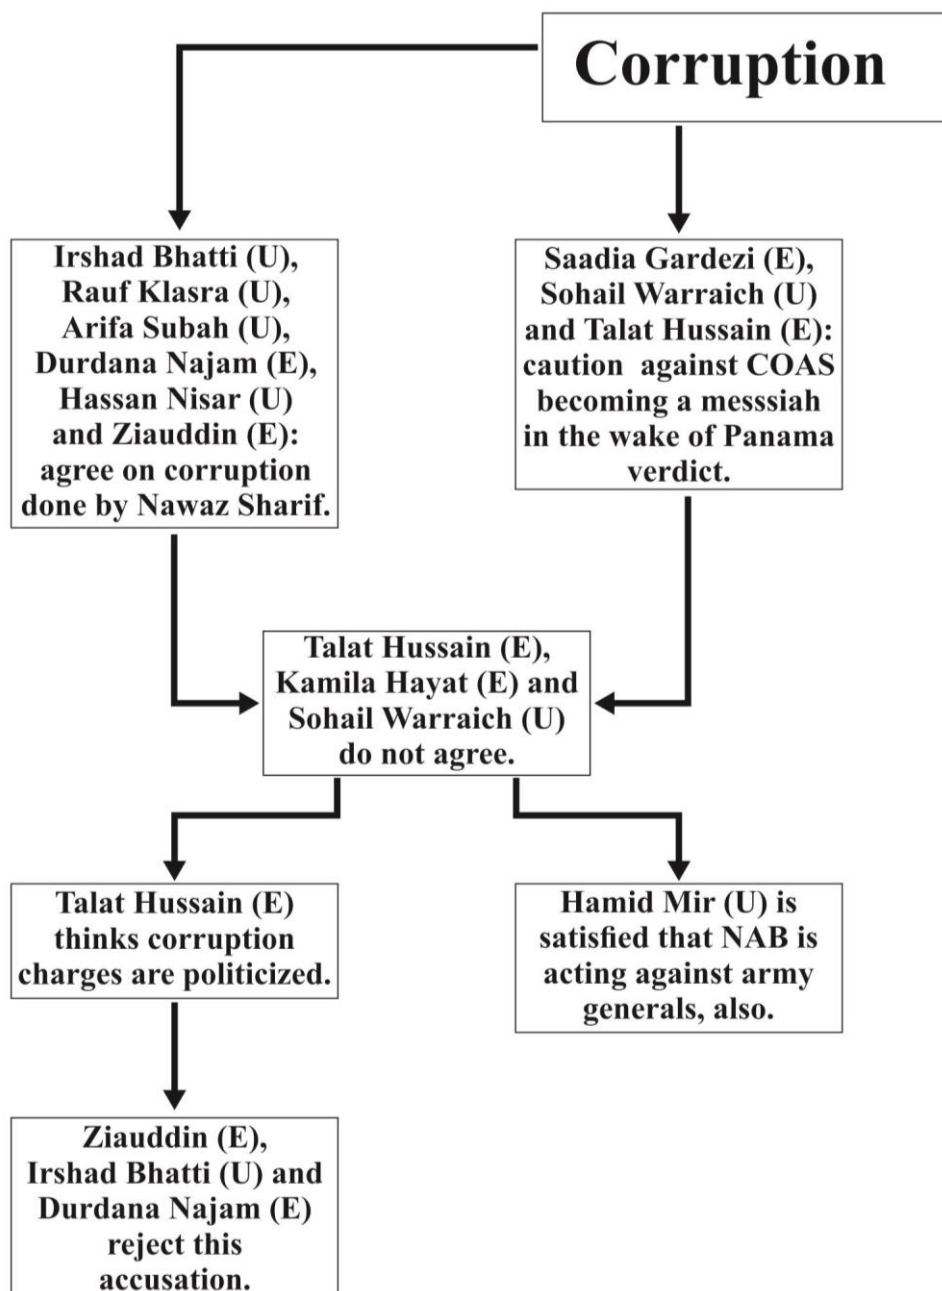 Corruption
Irshad Bhatti (U),
Rauf Klasra (U),
Arifa Subah (U),
Durdana Najam (E),
Hassan Nisar (U)
and Ziauddin (E):
agree on corruption
done by Nawaz Sharif.
Saadia Gardezi (E),
Sohail Warraich (U)
and Talat Hussain (E):
caution against COAS
becoming a messsiah
in the wake of Panama
verdict.
Talat Hussain (E),
Kamila Hayat (E) and
Sohail Warraich (U)
do not agree.
Talat Hussain (E)
thinks corruption
charges are politicized.
Hamid Mir (U) is
satisfied that NAB is
acting against army
generals, also.
Ziauddin (E),
Irshad Bhatti (U) and
Durdana Najam (E)
reject this
accusation.